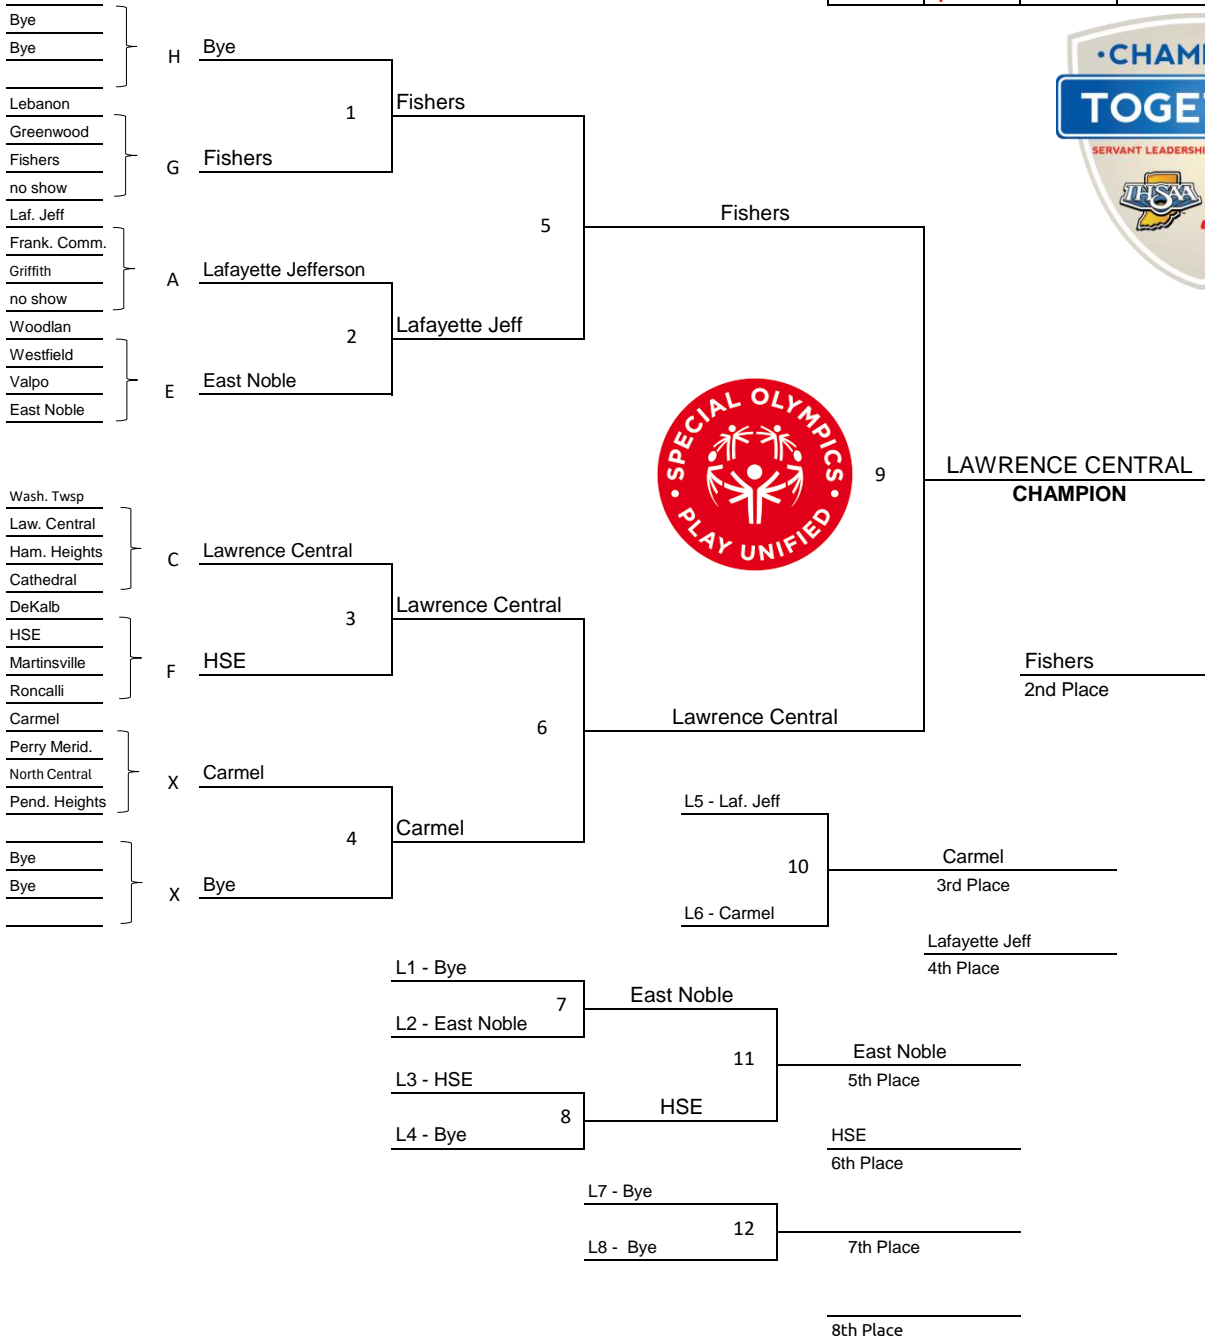 Bye
Bye
H
Bye
Lebanon
Greenwood
Fishers
no show
G
Fishers
1
Fishers
Laf. Jeff
Frank. Comm.
Griffith
no show
A
Lafayette Jefferson
Woodlan
Westfield
Valpo
East Noble
E
East Noble
2
Lafayette Jeff
5
Fishers
Wash. Twsp
Law. Central
Ham. Heights
Cathedral
C
Lawrence Central
DeKalb
HSE
Martinsville
Roncalli
F
HSE
3
Lawrence Central
Carmel
Perry Merid.
North Central
Pend. Heights
X
Carmel
Bye
Bye
X
Bye
4
Carmel
6
Lawrence Central
9
LAWRENCE CENTRAL
CHAMPION
Fishers
2nd Place
SPECIAL OLYMPICS
PLAY UNIFIED
IHSAA
L5 - Laf. Jeff
L6 - Carmel
10
Carmel
3rd Place
Lafayette Jeff
4th Place
L1 - Bye
L2 - East Noble
7
East Noble
L3 - HSE
L4 - Bye
8
HSE
11
East Noble
5th Place
HSE
6th Place
L7 - Bye
L8 - Bye
12
7th Place
8th Place